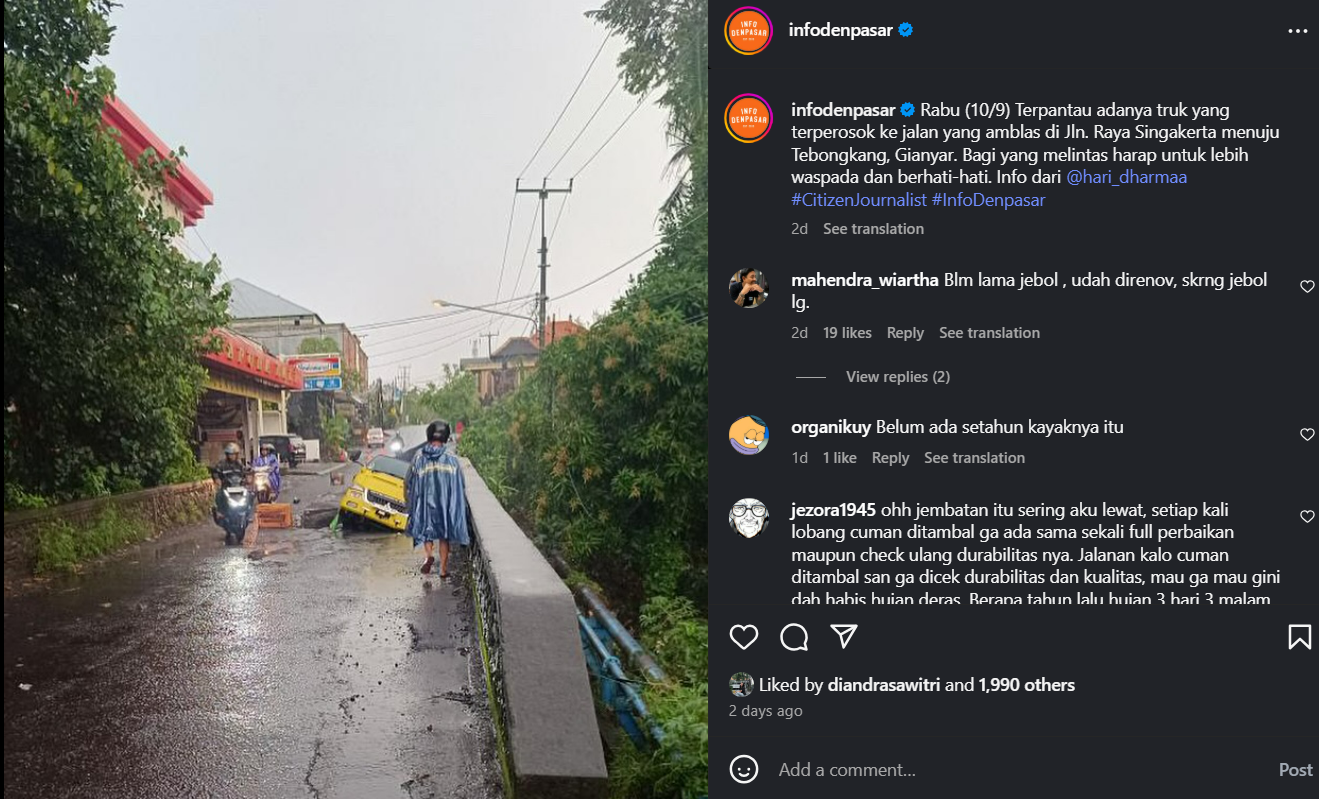 INFO
DENPASAR
infodenpasar
INFO
DENPASAR
infodenpasar Rabu (10/9) Terpantau adanya truk yang
terperosok ke jalan yang amblas di Jln. Raya Singakerta menuju
Tebongkang, Gianyar. Bagi yang melintas harap untuk lebih
waspada dan berhati-hati. Info dari @hari_dharmaa
#CitizenJournalist #InfoDenpasar
2d See translation
mahendra_wiartha Blm lama jebol , udah direnov, skrng jebol
lg.
2d 19 likes Reply See translation
View replies (2)
organikuy Belum ada setahun kayaknya itu
1d 1 like Reply See translation
jezora1945 ohh jembatan itu sering aku lewat, setiap kali
lobang cuman ditambal ga ada sama sekali full perbaikan
maupun check ulang durabilitas nya. Jalanan kalo cuman
ditambal san ga dicek durabilitas dan kualitas, mau ga mau gini
dah habis hujan deras. Berapa tahun lalu hujan 3 hari 3 malam
Liked by diandrasawitri and 1,990 others
2 days ago
Add a comment...
Post